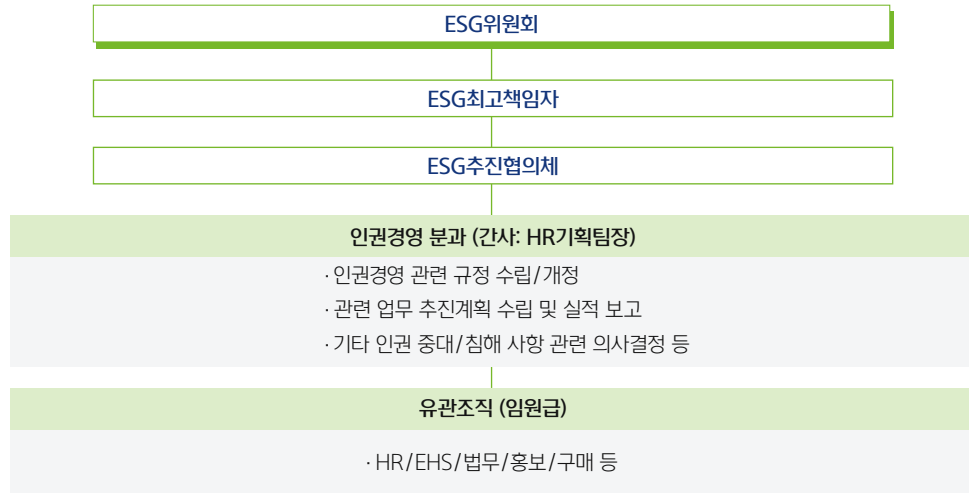 ESG위원회
ESG최고책임자
ESG추진협의체
인권경영 분과 (간사: HR기획팀장)
· 인권경영 관련 규정 수립/개정
· 관련 업무 추진계획 수립 및 실적 보고
· 기타 인권 중대/침해 사항 관련 의사결정 등
유관조직 (임원급)
· HR/EHS/법무/홍보/구매 등